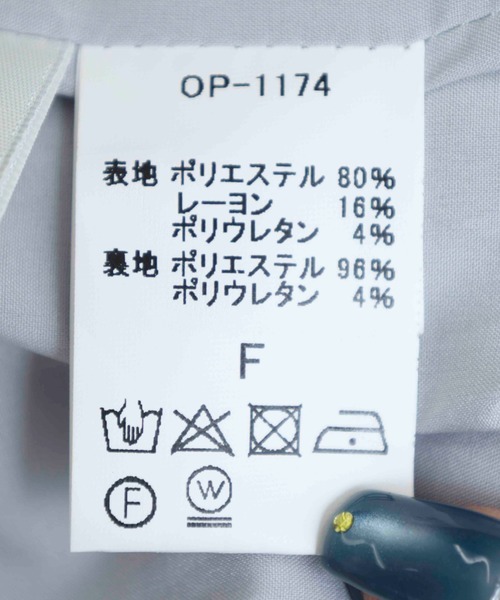 OP-1174
表地 ポリエステル 80%
レーヨン 16%
ポリウレタン 4%
裏地 ポリエステル 96%
ポリウレタン 4%
F
F
W